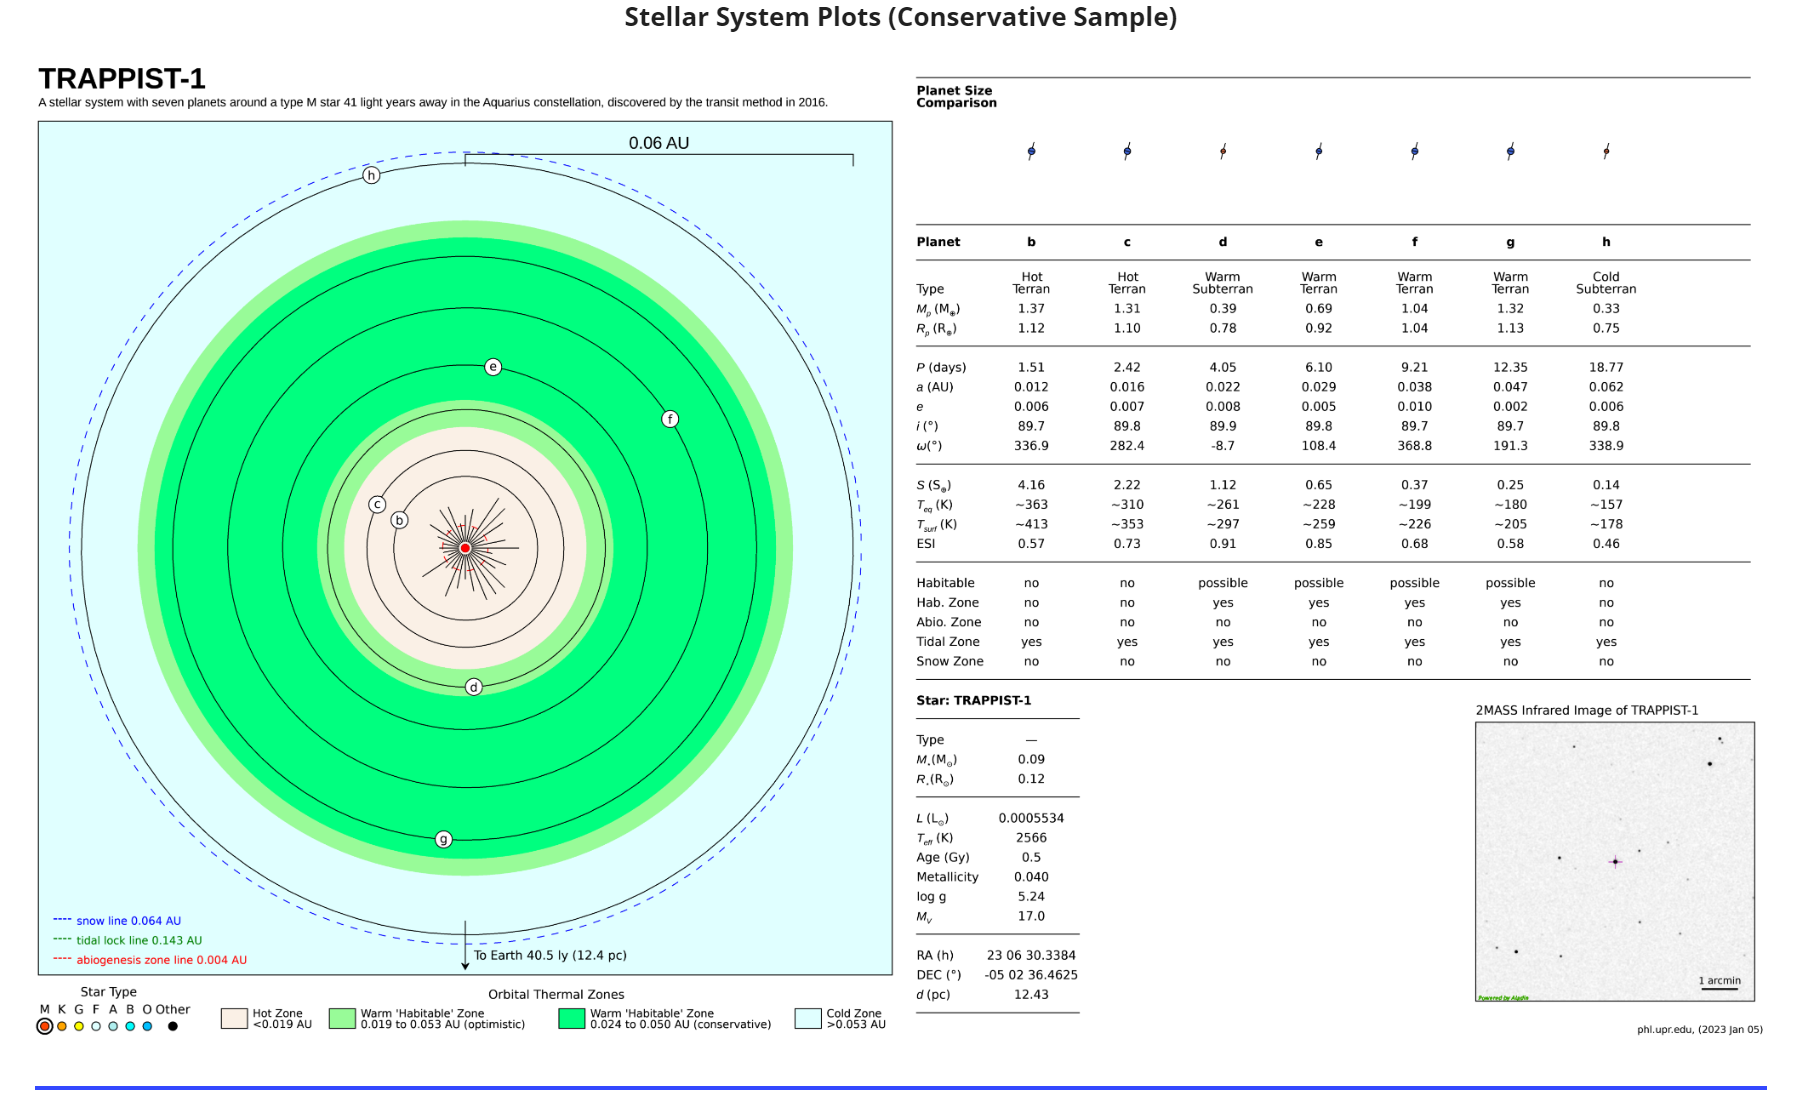 Stellar System Plots (Conservative Sample)
TRAPPIST-1
A stellar system with seven planets around a type M star 41 light years away in the Aquarius constellation, discovered by the transit method in 2016.
0.06 AU
h
e
f
c
b
d
g
---- snow line 0.064 AU
---- tidal lock line 0.143 AU
---- abiogenesis zone line 0.004 AU
To Earth 40.5 ly (12.4 pc)
Star Type
M K G F A B O Other
Orbital Thermal Zones
Hot Zone
<0.019 AU
Warm 'Habitable' Zone
0.019 to 0.053 AU (optimistic)
Warm 'Habitable' Zone
0.024 to 0.050 AU (conservative)
Cold Zone
>0.053 AU
Planet Size
Comparison
Planet b c d e f g h
Hot Hot Warm Warm Warm Warm Cold
Type Terran Terran Subterran Terran Terran Terran Subterran
Mp (M⊕) 1.37 1.31 0.39 0.69 1.04 1.32 0.33
Rp (R⊕) 1.12 1.10 0.78 0.92 1.04 1.13 0.75
P (days) 1.51 2.42 4.05 6.10 9.21 12.35 18.77
a (AU) 0.012 0.016 0.022 0.029 0.038 0.047 0.062
e 0.006 0.007 0.008 0.005 0.010 0.002 0.006
i (°) 89.7 89.8 89.9 89.8 89.7 89.7 89.8
ω(°) 336.9 282.4 -8.7 108.4 368.8 191.3 338.9
S (S⊕) 4.16 2.22 1.12 0.65 0.37 0.25 0.14
Teq (K) ~363 ~310 ~261 ~228 ~199 ~180 ~157
Tsurf (K) ~413 ~353 ~297 ~259 ~226 ~205 ~178
ESI 0.57 0.73 0.91 0.85 0.68 0.58 0.46
Habitable no no possible possible possible possible no
Hab. Zone no no yes yes yes yes no
Abio. Zone no no no no no no no
Tidal Zone yes yes yes yes yes yes yes
Snow Zone no no no no no no no
Star: TRAPPIST-1
Type —
M⋆(M⊙) 0.09
R⋆(R⊙) 0.12
L (L⊙) 0.0005534
Teff (K) 2566
Age (Gy) 0.5
Metallicity 0.040
log g 5.24
MV 17.0
RA (h) 23 06 30.3384
DEC (°) -05 02 36.4625
d (pc) 12.43
2MASS Infrared Image of TRAPPIST-1
1 arcmin
Powered by Aladin
phl.upr.edu, (2023 Jan 05)